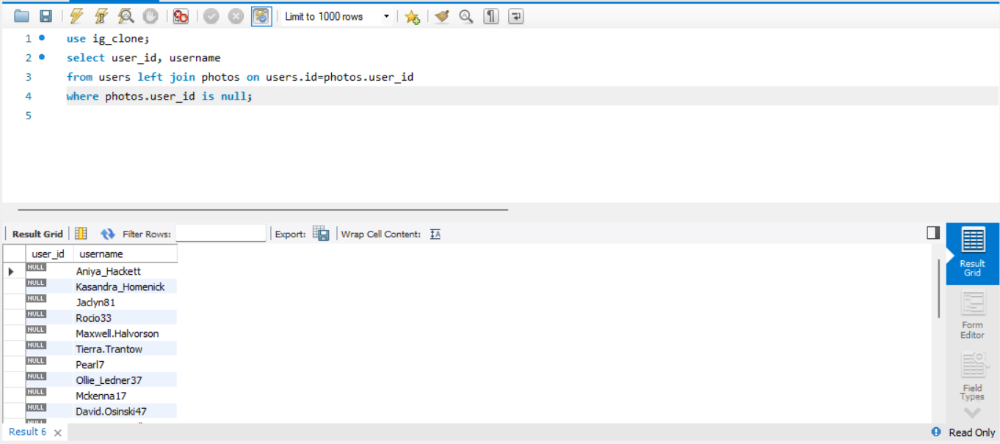 Limit to 1000 rows
1 use ig_clone;
2 select user_id, username
3 from users left join photos on users.id=photos.user_id
4 where photos.user_id is null;
5
Result Grid Filter Rows: Export: Wrap Cell Content:
user_id username
NULL Aniya_Hackett
NULL Kasandra_Homenick
NULL Jaclyn81
NULL Rocio33
NULL Maxwell.Halvorson
NULL Tierra.Trantow
NULL Pearl7
NULL Ollie_Ledner37
NULL Mckenna17
NULL David.Osinski47
NULL
Result
Grid
Form
Editor
Field
Types
Result 6
Read Only